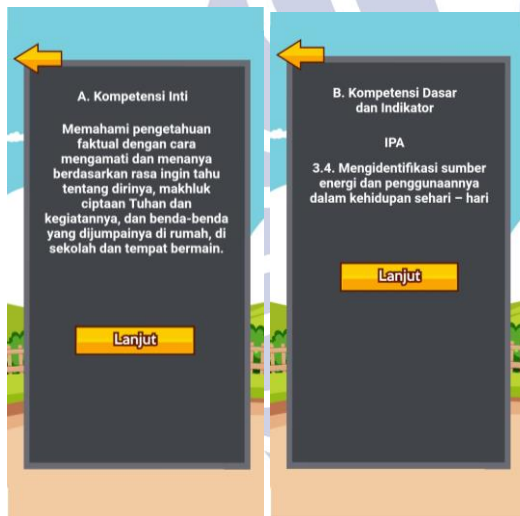 A. Kompetensi Inti
Memahami pengetahuan
faktual dengan cara
mengamati dan menanya
berdasarkan rasa ingin tahu
tentang dirinya, makhluk
ciptaan Tuhan dan
kegiatannya, dan benda-benda
yang dijumpainya di rumah, di
sekolah dan tempat bermain.
Lanjut
B. Kompetensi Dasar
dan Indikator
IPA
3.4. Mengidentifikasi sumber
energi dan penggunaannya
dalam kehidupan sehari – hari
Lanjut